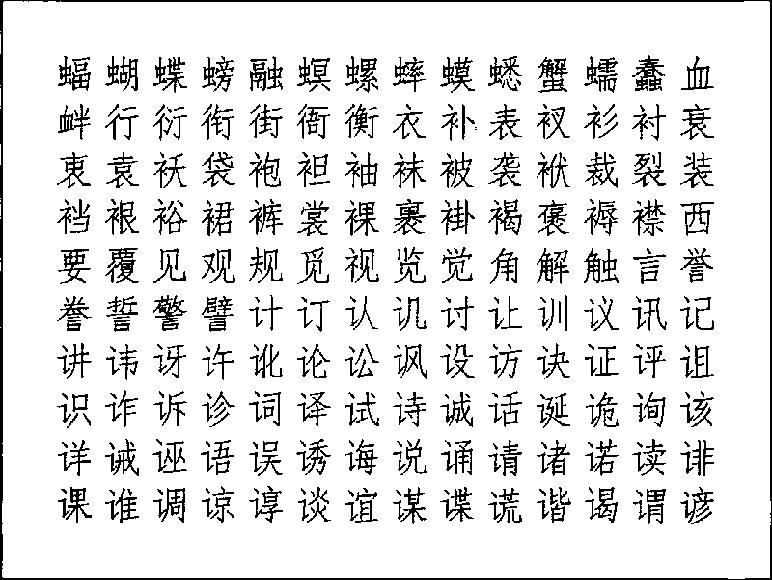 蝠蝴蝶螃融螟螺蟀蟆蟋蟹蠕蠢血
衅行衍衔街衙衡衣补表衩衫衬衰
衷袁袄袋袍袒袖袜被袭袱裁裂装
裆裉裕裙裤裳裸裹褂褐褒褥襟西
要覆见观规觅视览觉角解触言誉
誊誓警譬计订认讥讨让训议讯记
讲讳讶许讹论讼讽设访诀证评诅
识诈诉诊词译试诗诚话诞诡询该
详诫诬语误诱诲说诵请诸诺读诽
课谁调谅谆谈谊谋谍谎谐谒谓谚